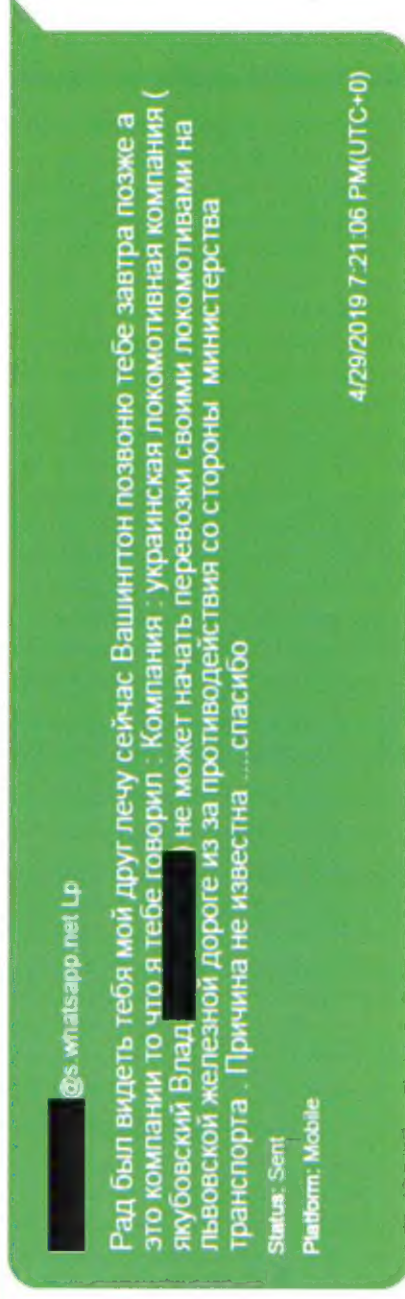 @s.whatsapp.net Lp
Рад был видеть тебя мой друг лечу сейчас Вашингтон позвоню тебе завтра позже а
это компании то что я тебе говорил : Компания : украинская локомотивная компания (
якубовский Влад ) не может начать перевозки своими локомотивами на
львовской железной дороге из за противодействия со стороны министерства
транспорта . Причина не известна ....спасибо
Status: Sent
Platform: Mobile
4/29/2019 7:21:06 PM(UTC+0)